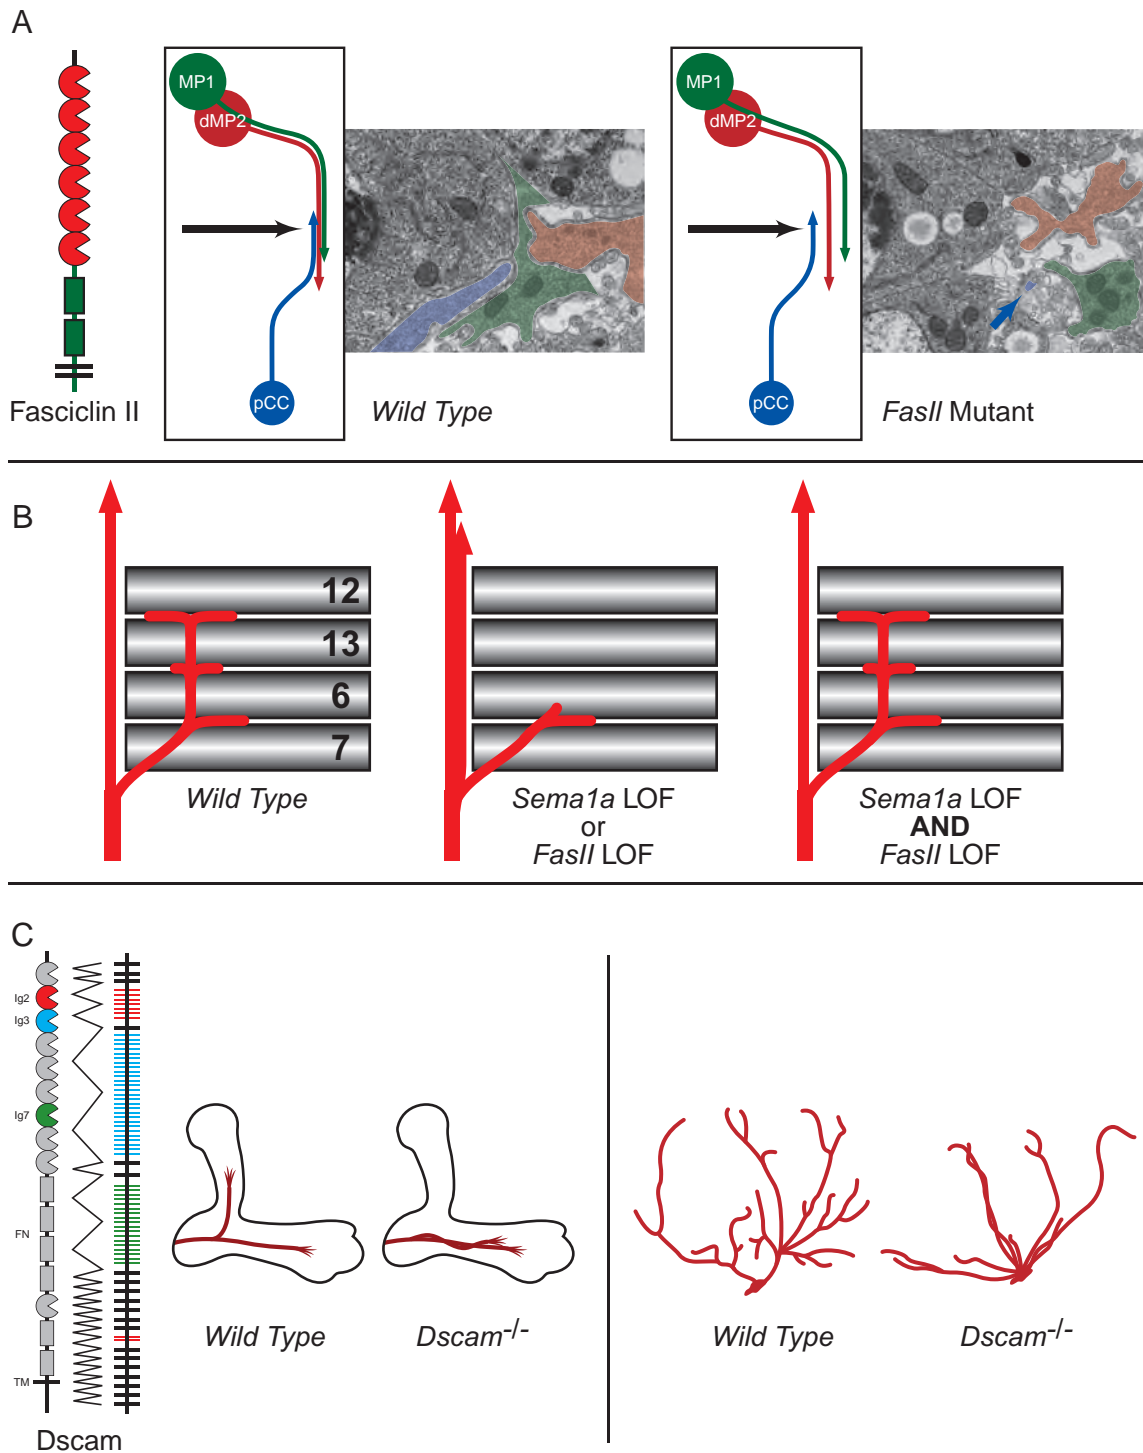 A
MP1
dMP2
pCC
Fasciclin II
Wild Type
MP1
dMP2
pCC
FasII Mutant
B
12
13
6
7
Wild Type
Sema1a LOF
or
FasII LOF
Sema1a LOF
AND
FasII LOF
C
Ig2
Ig3
Ig7
FN
TM
Dscam
Wild Type
Dscam-/-
Wild Type
Dscam-/-